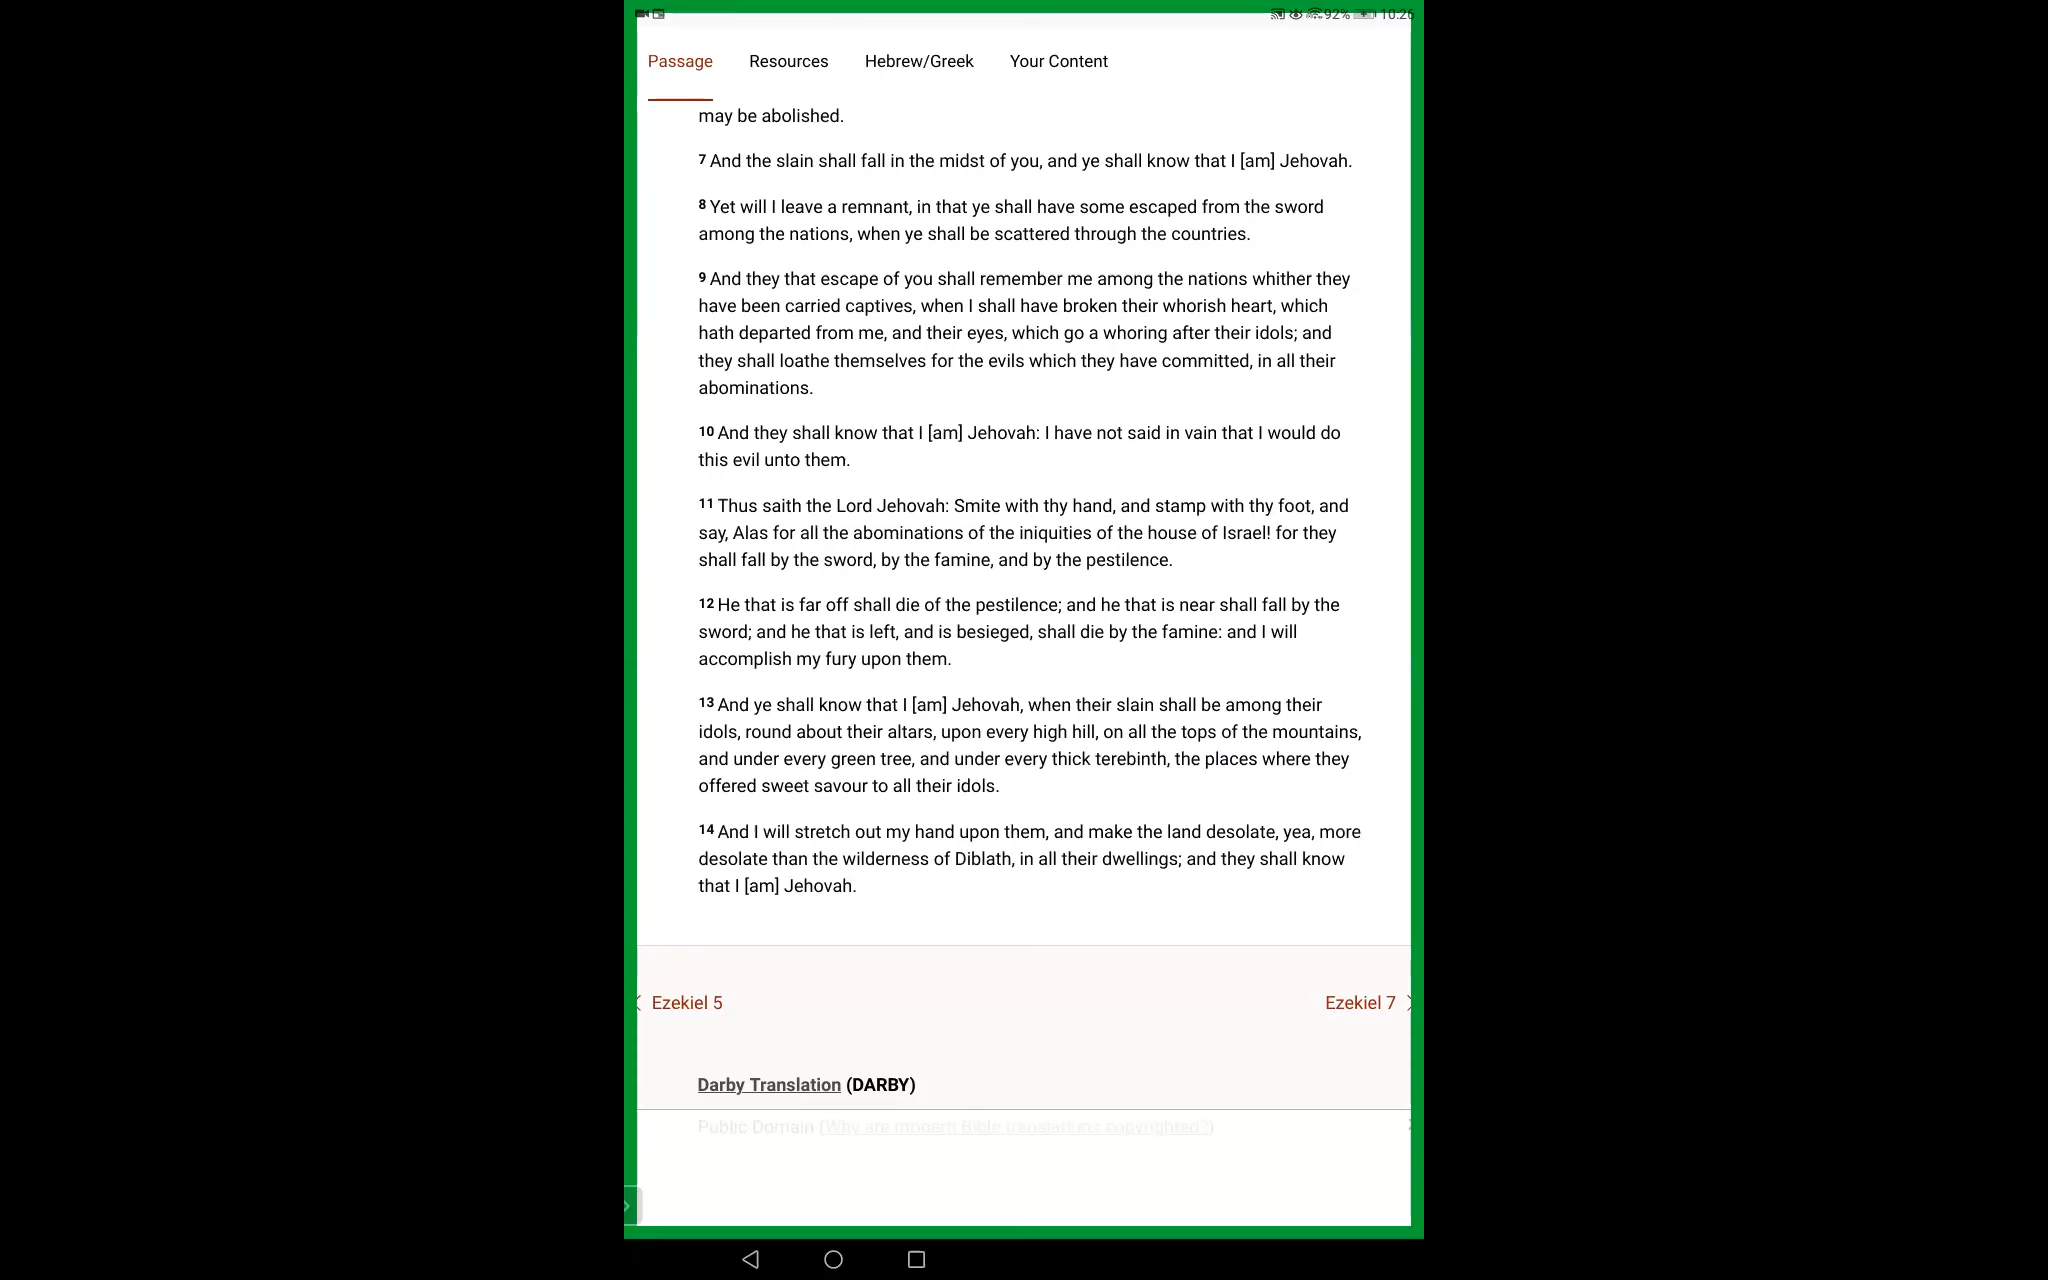 92% 10:26
Passage Resources Hebrew/Greek Your Content
may be abolished.
7 And the slain shall fall in the midst of you, and ye shall know that I [am] Jehovah.
8 Yet will I leave a remnant, in that ye shall have some escaped from the sword
among the nations, when ye shall be scattered through the countries.
9 And they that escape of you shall remember me among the nations whither they
have been carried captives, when I shall have broken their whorish heart, which
hath departed from me, and their eyes, which go a whoring after their idols; and
they shall loathe themselves for the evils which they have committed, in all their
abominations.
10 And they shall know that I [am] Jehovah: I have not said in vain that I would do
this evil unto them.
11 Thus saith the Lord Jehovah: Smite with thy hand, and stamp with thy foot, and
say, Alas for all the abominations of the iniquities of the house of Israel! for they
shall fall by the sword, by the famine, and by the pestilence.
12 He that is far off shall die of the pestilence; and he that is near shall fall by the
sword; and he that is left, and is besieged, shall die by the famine: and I will
accomplish my fury upon them.
13 And ye shall know that I [am] Jehovah, when their slain shall be among their
idols, round about their altars, upon every high hill, on all the tops of the mountains,
and under every green tree, and under every thick terebinth, the places where they
offered sweet savour to all their idols.
14 And I will stretch out my hand upon them, and make the land desolate, yea, more
desolate than the wilderness of Diblath, in all their dwellings; and they shall know
that I [am] Jehovah.
Ezekiel 5 Ezekiel 7
Darby Translation (DARBY)
Public Domain (Why are modern Bible translations copyrighted?)